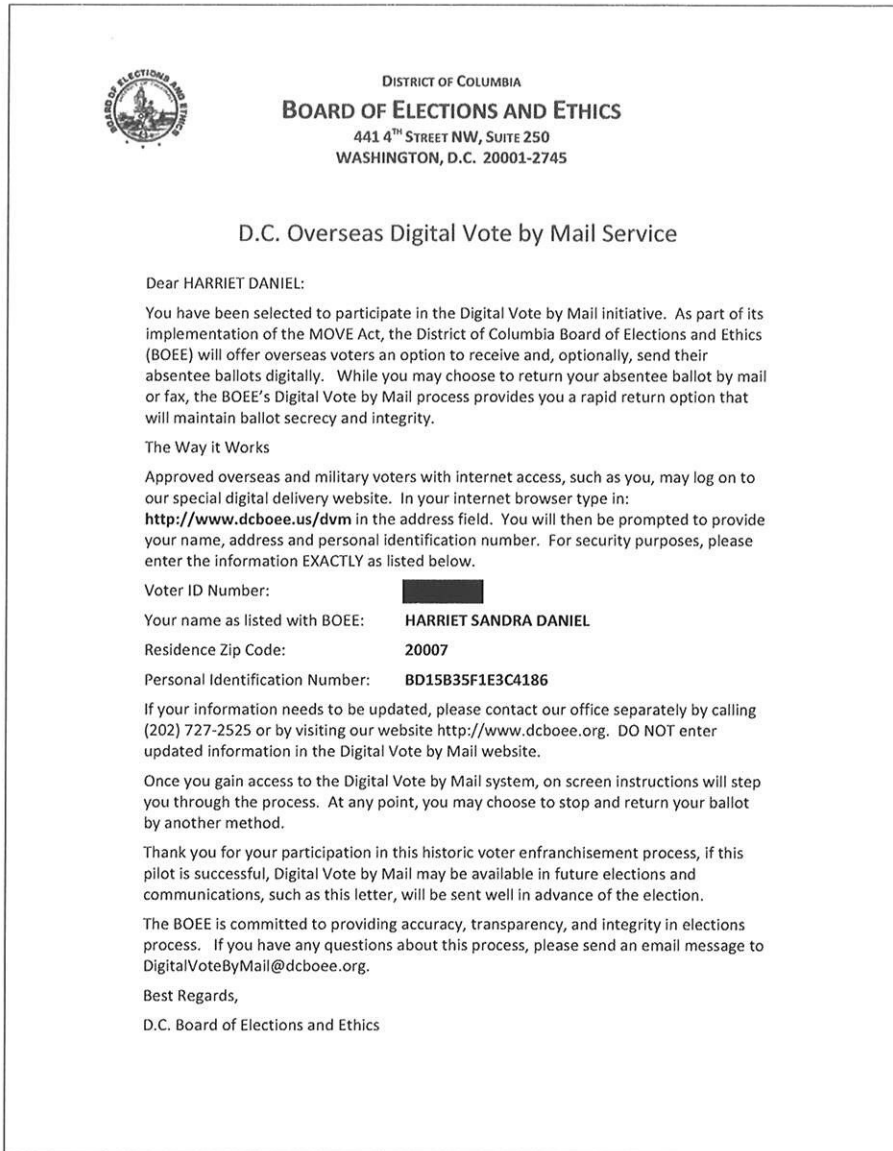 BOARD OF ELECTIONS AND ETHICS
DISTRICT OF COLUMBIA
BOARD OF ELECTIONS AND ETHICS
441 4TH STREET NW, SUITE 250
WASHINGTON, D.C. 20001-2745
D.C. Overseas Digital Vote by Mail Service
Dear HARRIET DANIEL:
You have been selected to participate in the Digital Vote by Mail initiative. As part of its
implementation of the MOVE Act, the District of Columbia Board of Elections and Ethics
(BOEE) will offer overseas voters an option to receive and, optionally, send their
absentee ballots digitally. While you may choose to return your absentee ballot by mail
or fax, the BOEE's Digital Vote by Mail process provides you a rapid return option that
will maintain ballot secrecy and integrity.
The Way it Works
Approved overseas and military voters with internet access, such as you, may log on to
our special digital delivery website. In your internet browser type in:
http://www.dcboee.us/dvm in the address field. You will then be prompted to provide
your name, address and personal identification number. For security purposes, please
enter the information EXACTLY as listed below.
Voter ID Number:
Your name as listed with BOEE: HARRIET SANDRA DANIEL
Residence Zip Code: 20007
Personal Identification Number: BD15B35F1E3C4186
If your information needs to be updated, please contact our office separately by calling
(202) 727-2525 or by visiting our website http://www.dcboee.org. DO NOT enter
updated information in the Digital Vote by Mail website.
Once you gain access to the Digital Vote by Mail system, on screen instructions will step
you through the process. At any point, you may choose to stop and return your ballot
by another method.
Thank you for your participation in this historic voter enfranchisement process, if this
pilot is successful, Digital Vote by Mail may be available in future elections and
communications, such as this letter, will be sent well in advance of the election.
The BOEE is committed to providing accuracy, transparency, and integrity in elections
process. If you have any questions about this process, please send an email message to
DigitalVoteByMail@dcboee.org.
Best Regards,
D.C. Board of Elections and Ethics